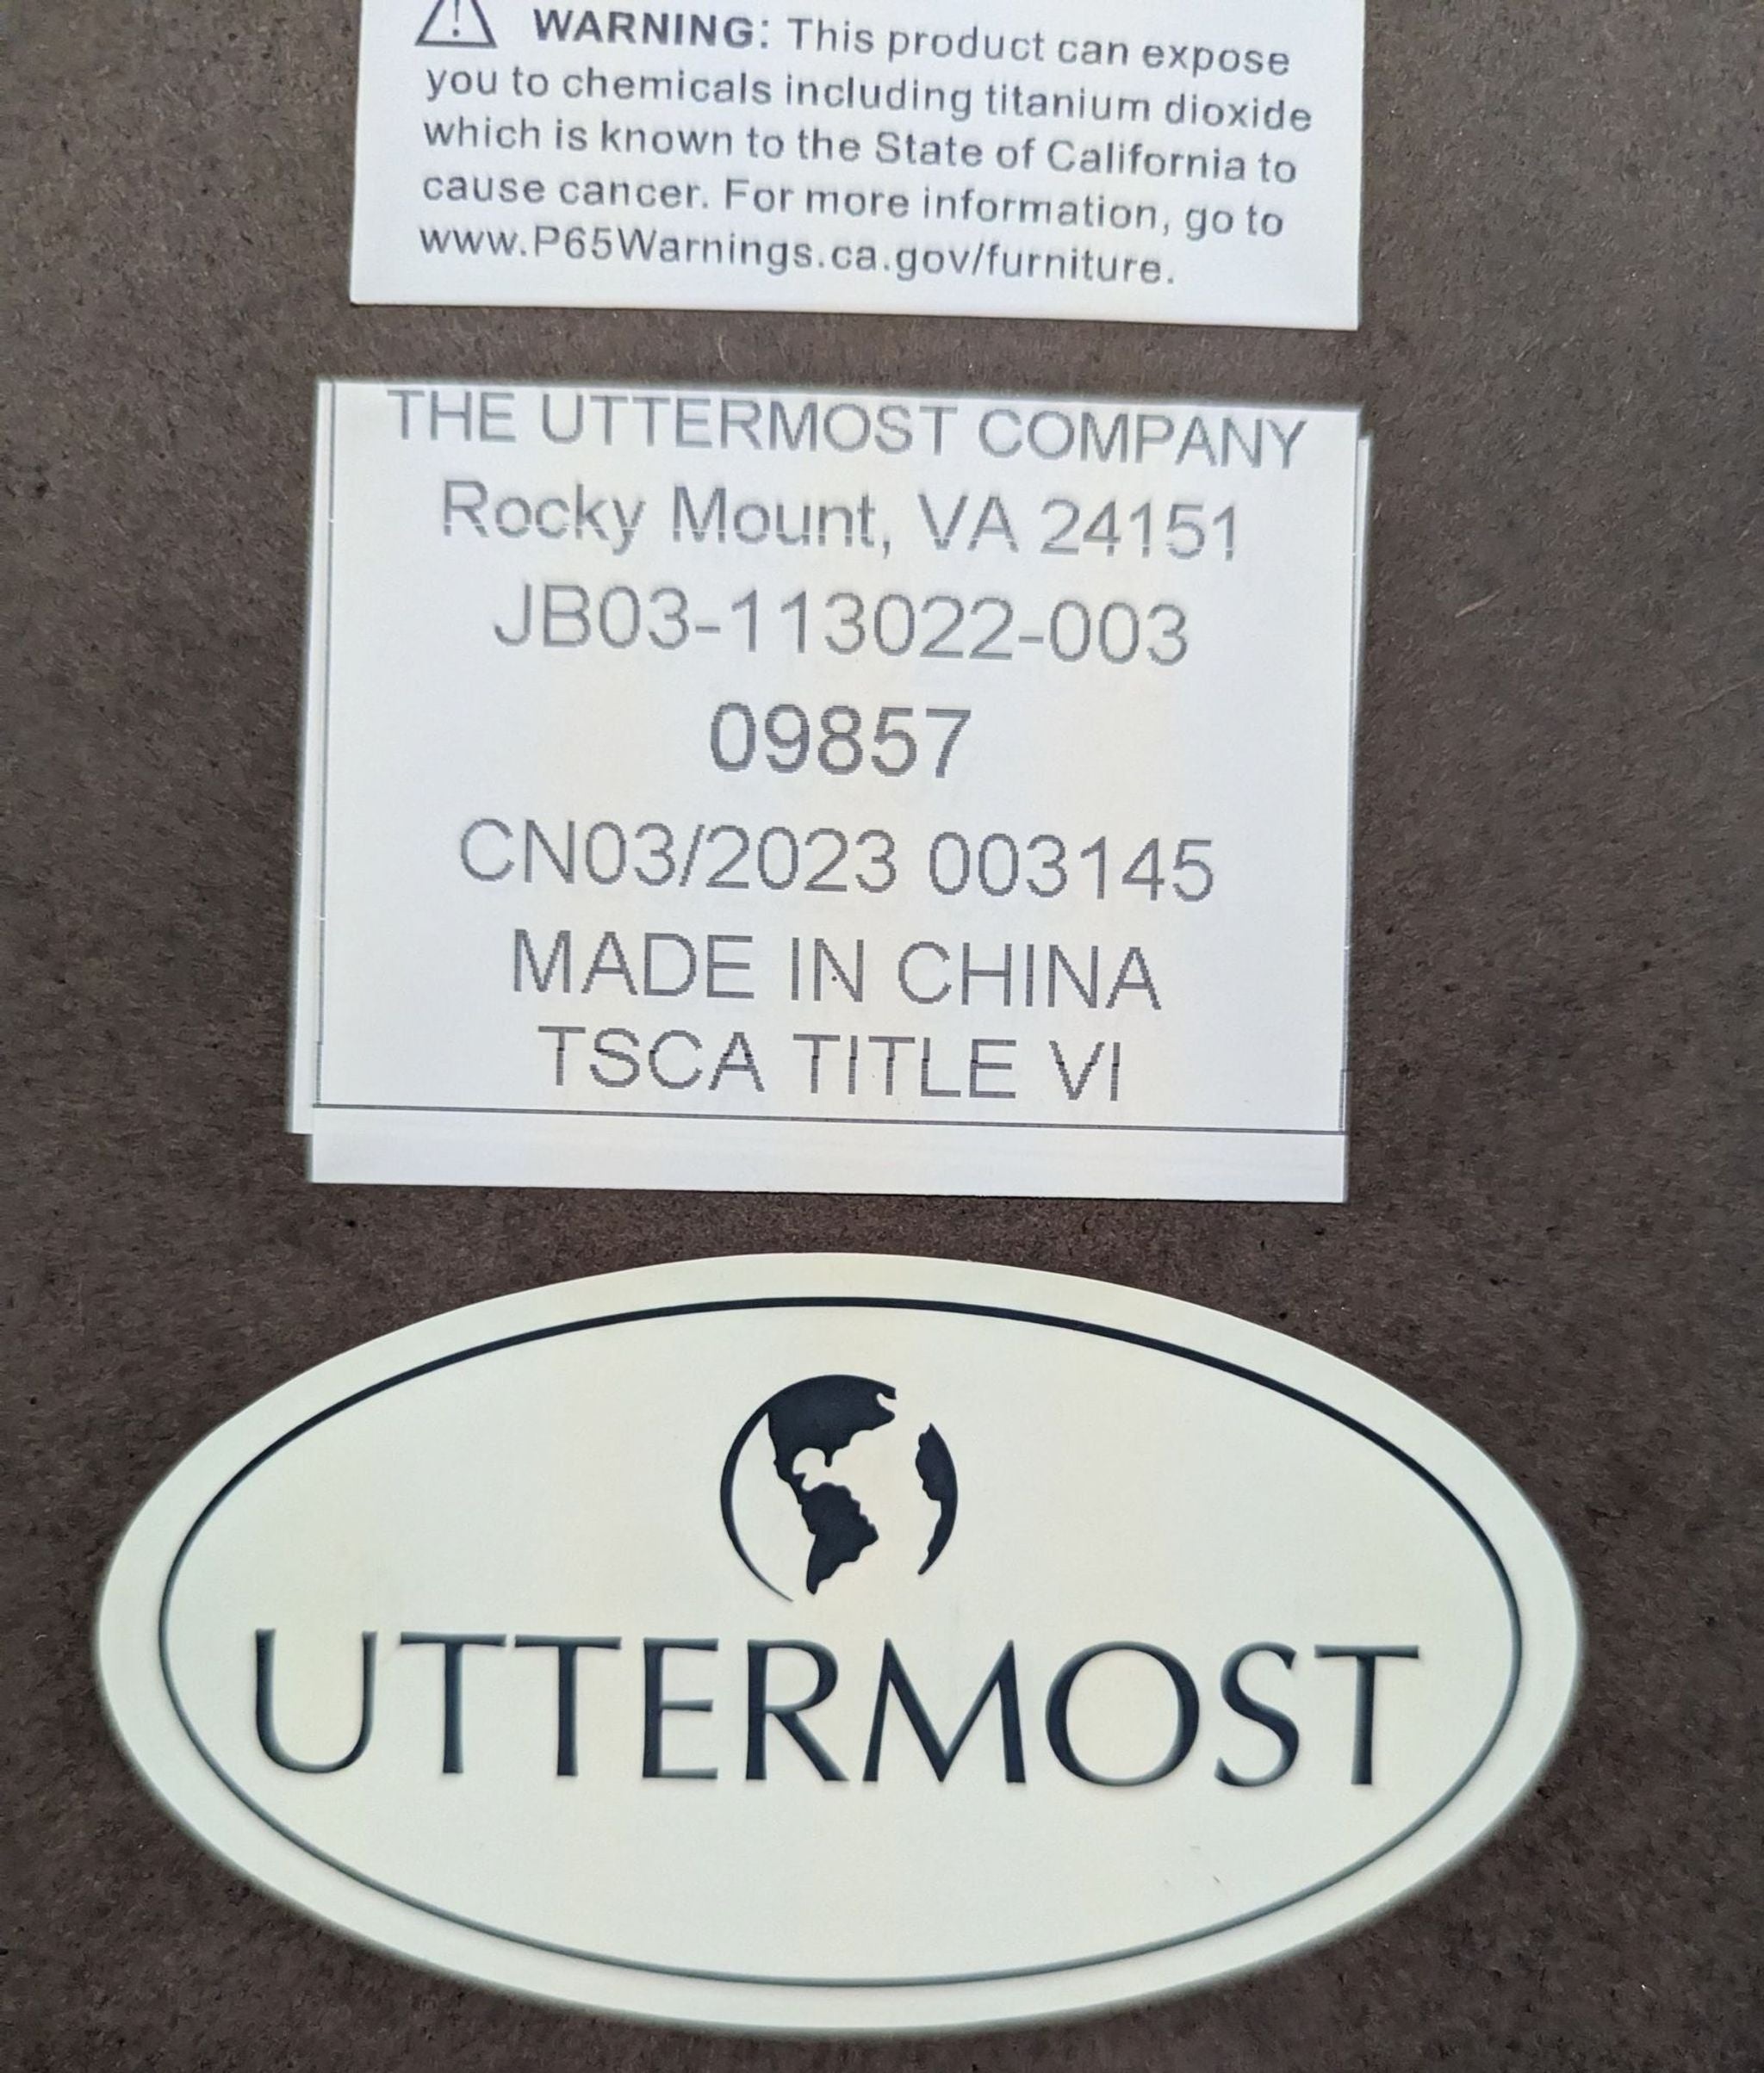 WARNING: This product can expose
you to chemicals including titanium dioxide
which is known to the State of California to
cause cancer. For more information, go to
www.P65Warnings.ca.gov/furniture.
THE UTTERMOST COMPANY
Rocky Mount, VA 24151
JB03-113022-003
09857
CN03/2023 003145
MADE IN CHINA
TSCA TITLE VI
UTTERMOST